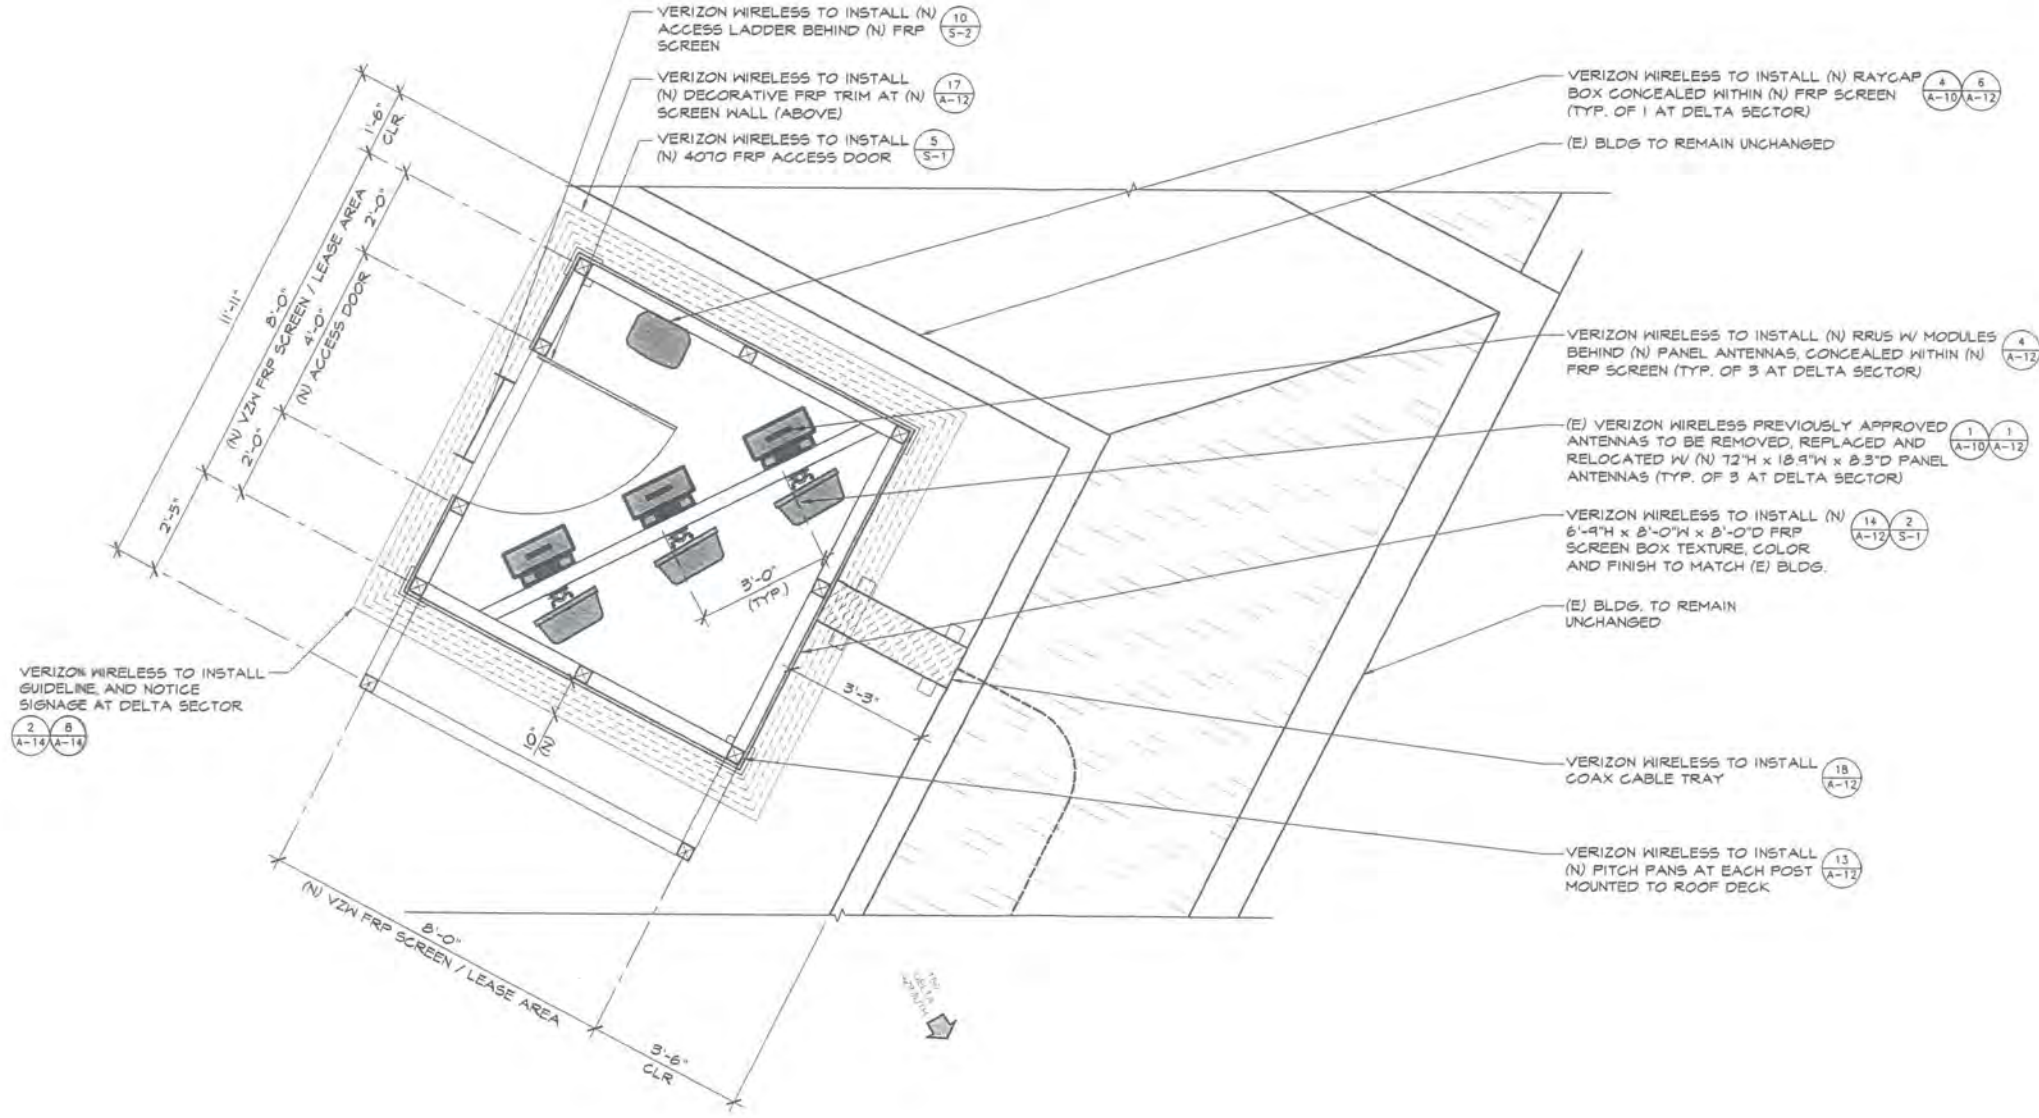 VERIZON WIRELESS TO INSTALL (N)
ACCESS LADDER BEHIND (N) FRP
SCREEN
10
S-2
VERIZON WIRELESS TO INSTALL
(N) DECORATIVE FRP TRIM AT (N)
SCREEN WALL (ABOVE)
17
A-12
VERIZON WIRELESS TO INSTALL
(N) 4070 FRP ACCESS DOOR
5
S-1
VERIZON WIRELESS TO INSTALL (N) RAYCAP
BOX CONCEALED WITHIN (N) FRP SCREEN
(TYP. OF 1 AT DELTA SECTOR)
4
A-10
6
A-12
(E) BLDG TO REMAIN UNCHANGED
VERIZON WIRELESS TO INSTALL (N) RRUS W/ MODULES
BEHIND (N) PANEL ANTENNAS, CONCEALED WITHIN (N)
FRP SCREEN (TYP. OF 3 AT DELTA SECTOR)
4
A-12
(E) VERIZON WIRELESS PREVIOUSLY APPROVED
ANTENNAS TO BE REMOVED, REPLACED AND
RELOCATED W/ (N) 72"H x 18.9"W x 8.3"D PANEL
ANTENNAS (TYP. OF 3 AT DELTA SECTOR)
1
A-10
1
A-12
VERIZON WIRELESS TO INSTALL (N)
6'-9"H x 8'-0"W x 8'-0"D FRP
SCREEN BOX TEXTURE, COLOR
AND FINISH TO MATCH (E) BLDG.
14
A-12
2
S-1
(E) BLDG. TO REMAIN
UNCHANGED
VERIZON WIRELESS TO INSTALL
COAX CABLE TRAY
18
A-12
VERIZON WIRELESS TO INSTALL
(N) PITCH PANS AT EACH POST
MOUNTED TO ROOF DECK
13
A-12
VERIZON WIRELESS TO INSTALL
GUIDELINE AND NOTICE
SIGNAGE AT DELTA SECTOR
2
A-14
8
A-14
1'-6"
CLR.
11'-11"
8'-0"
(N) VZW FRP SCREEN / LEASE AREA
2'-0"
4'-0"
(N) ACCESS DOOR
2'-0"
2'-5"
3'-0"
(TYP.)
3'-3"
(N)
8'-0"
(N) VZW FRP SCREEN / LEASE AREA
3'-6"
CLR